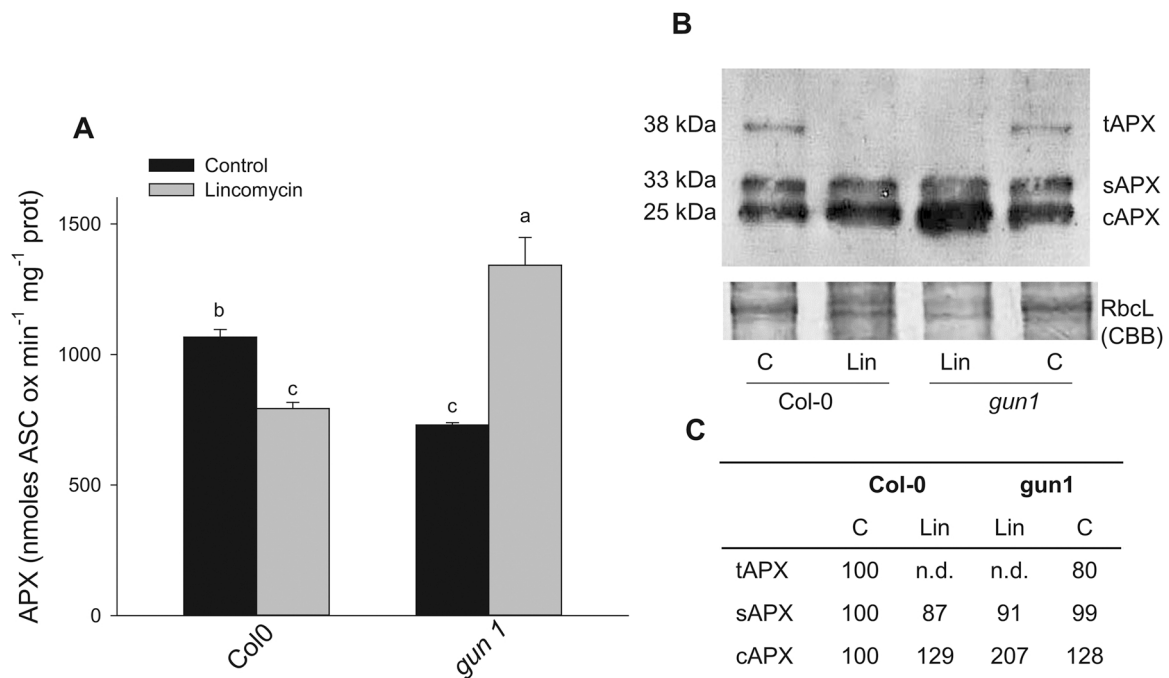 A
Control
Lincomycin
APX (nmoles ASC ox min⁻¹ mg⁻¹ prot)
1500
1000
500
0
b
c
c
a
Col0
gun 1
B
38 kDa
33 kDa
25 kDa
tAPX
sAPX
cAPX
RbcL
(CBB)
C Lin Lin C
Col-0 gun1
C
Col-0 gun1
C Lin Lin C
tAPX 100 n.d. n.d. 80
sAPX 100 87 91 99
cAPX 100 129 207 128